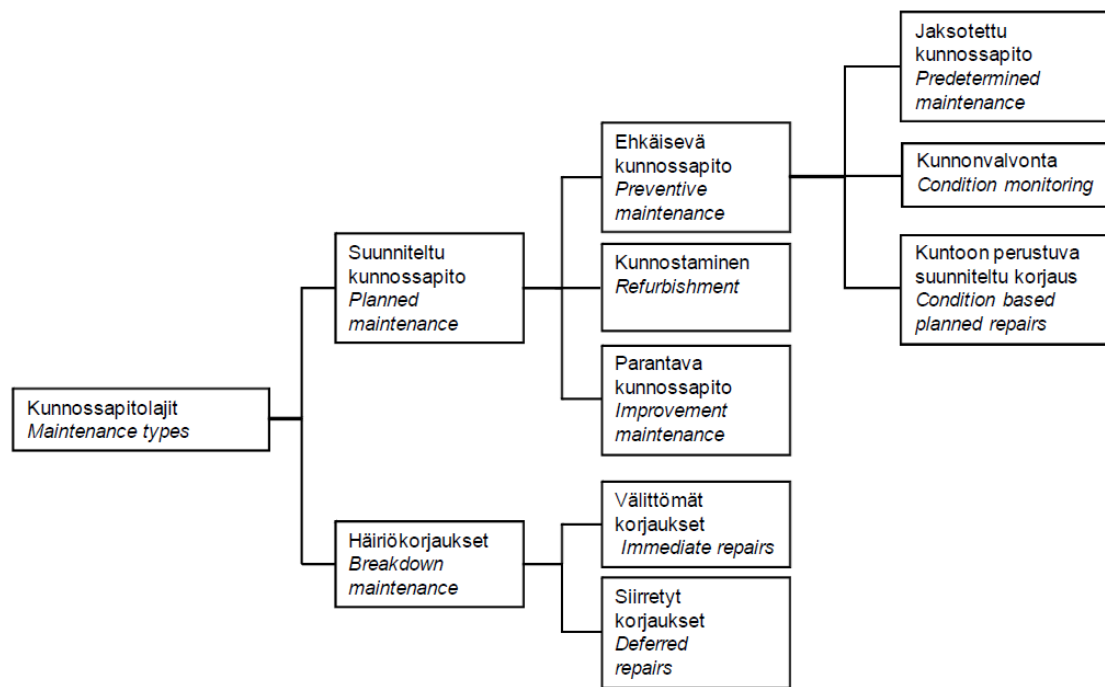 Kunnossapitolajit
Maintenance types
Suunniteltu
kunnossapito
Planned
maintenance
Häiriökorjaukset
Breakdown
maintenance
Ehkäisevä
kunnossapito
Preventive
maintenance
Kunnostaminen
Refurbishment
Parantava
kunnossapito
Improvement
maintenance
Välittömät
korjaukset
Immediate repairs
Siirretyt
korjaukset
Deferred
repairs
Jaksotettu
kunnossapito
Predetermined
maintenance
Kunnonvalvonta
Condition monitoring
Kuntoon perustuva
suunniteltu korjaus
Condition based
planned repairs